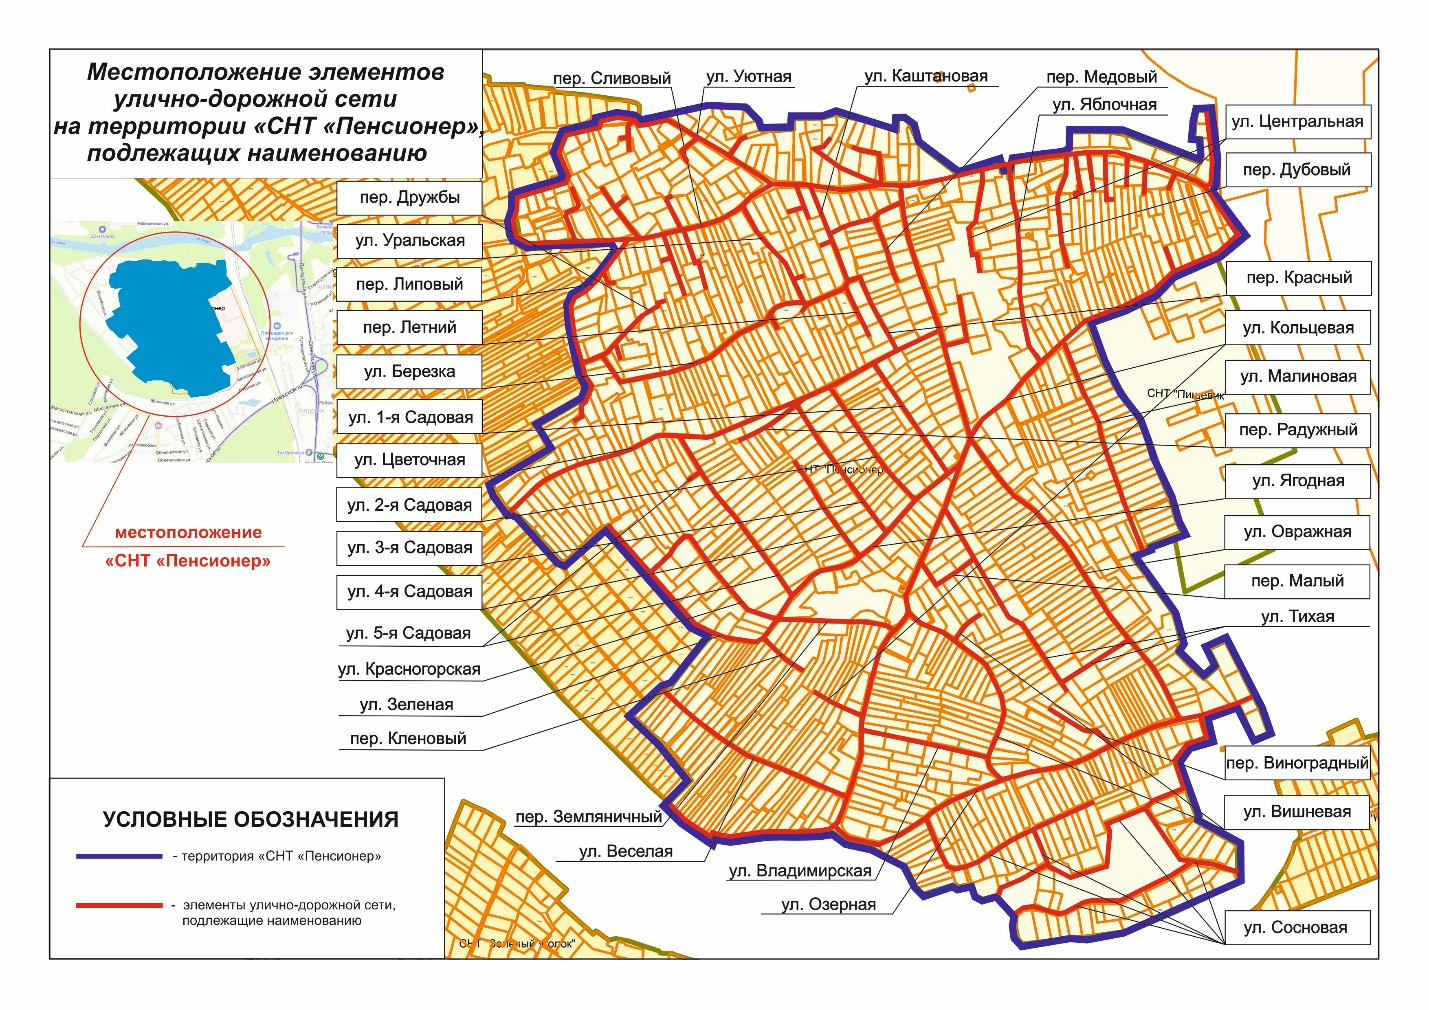 Местоположение элементов
улично-дорожной сети
на территории «СНТ «Пенсионер»,
подлежащих наименованию
пер. Сливовый
ул. Уютная
ул. Каштановая
пер. Медовый
ул. Яблочная
ул. Центральная
пер. Дубовый
пер. Дружбы
ул. Уральская
пер. Липовый
пер. Летний
ул. Березка
ул. 1-я Садовая
ул. Цветочная
ул. 2-я Садовая
ул. 3-я Садовая
ул. 4-я Садовая
ул. 5-я Садовая
ул. Красногорская
ул. Зеленая
пер. Кленовый
пер. Красный
ул. Кольцевая
ул. Малиновая
пер. Радужный
ул. Ягодная
ул. Овражная
пер. Малый
ул. Тихая
пер. Виноградный
ул. Вишневая
ул. Сосновая
СНТ "Пищевик"
СНТ "Пенсионер"
местоположение
«СНТ «Пенсионер»
пер. Земляничный
ул. Веселая
ул. Владимирская
ул. Озерная
УСЛОВНЫЕ ОБОЗНАЧЕНИЯ
- территория «СНТ «Пенсионер»
- элементы улично-дорожной сети,
подлежащие наименованию